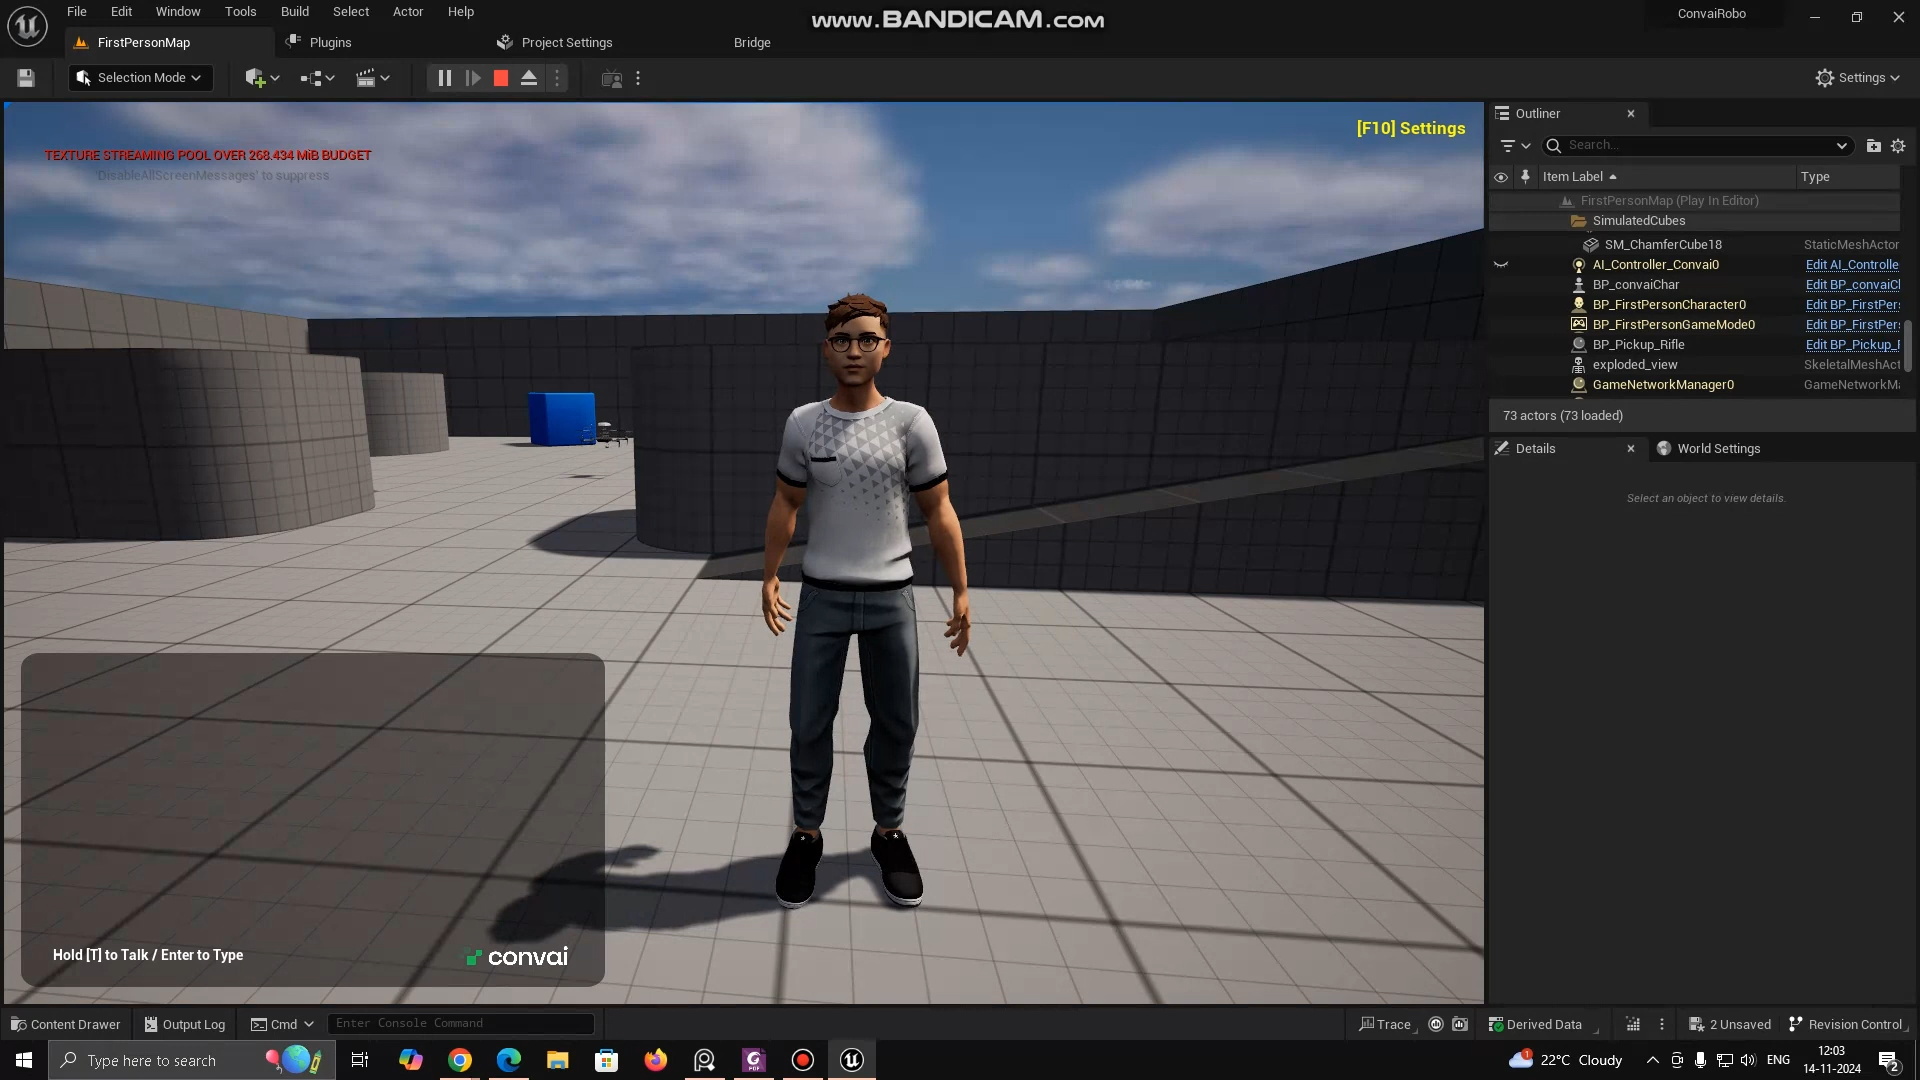 File Edit Window Tools Build Select Actor Help
www.BANDICAM.com
ConvaiRobo
FirstPersonMap
Plugins
Project Settings
Bridge
Selection Mode
Settings
[F10] Settings
TEXTURE STREAMING POOL OVER 268.434 MiB BUDGET
'DisableAllScreenMessages' to suppress
Outliner
Search...
Item Label
Type
FirstPersonMap (Play In Editor)
SimulatedCubes
SM_ChamferCube18 StaticMeshActor
AI_Controller_Convai0 Edit AI_Controlle
BP_convaiChar Edit BP_convaiCl
BP_FirstPersonCharacter0 Edit BP_FirstPer
BP_FirstPersonGameMode0 Edit BP_FirstPer
BP_Pickup_Rifle Edit BP_Pickup_
exploded_view SkeletalMeshAct
GameNetworkManager0 GameNetworkM
73 actors (73 loaded)
Details
World Settings
Select an object to view details.
Hold [T] to Talk / Enter to Type
convai
Content Drawer
Output Log
Cmd
Enter Console Command
Trace
Derived Data
2 Unsaved
Revision Control
Type here to search
22°C Cloudy
ENG
12:03
14-11-2024
2